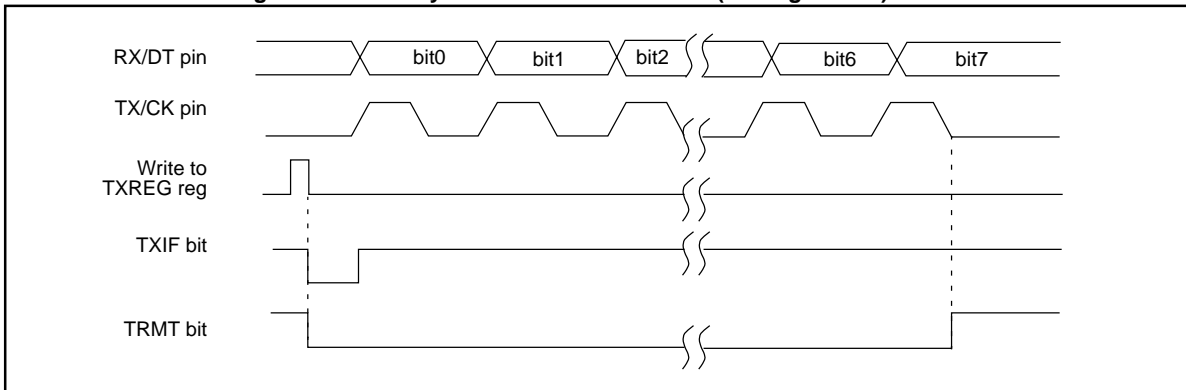 RX/DT pin
bit0 bit1 bit2 bit6 bit7
TX/CK pin
Write to
TXREG reg
TXIF bit
TRMT bit